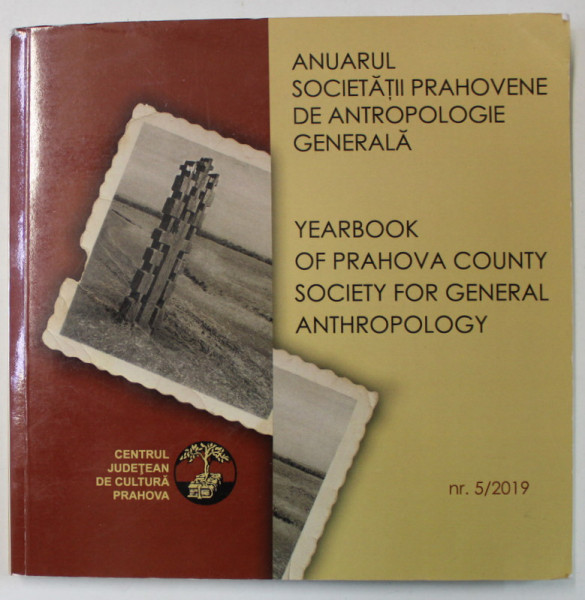 ANUARUL
SOCIETĂȚII PRAHOVENE
DE ANTROPOLOGIE
GENERALĂ
YEARBOOK
OF PRAHOVA COUNTY
SOCIETY FOR GENERAL
ANTHROPOLOGY
CENTRUL
JUDEŢEAN
DE CULTURĂ
PRAHOVA
nr. 5/2019